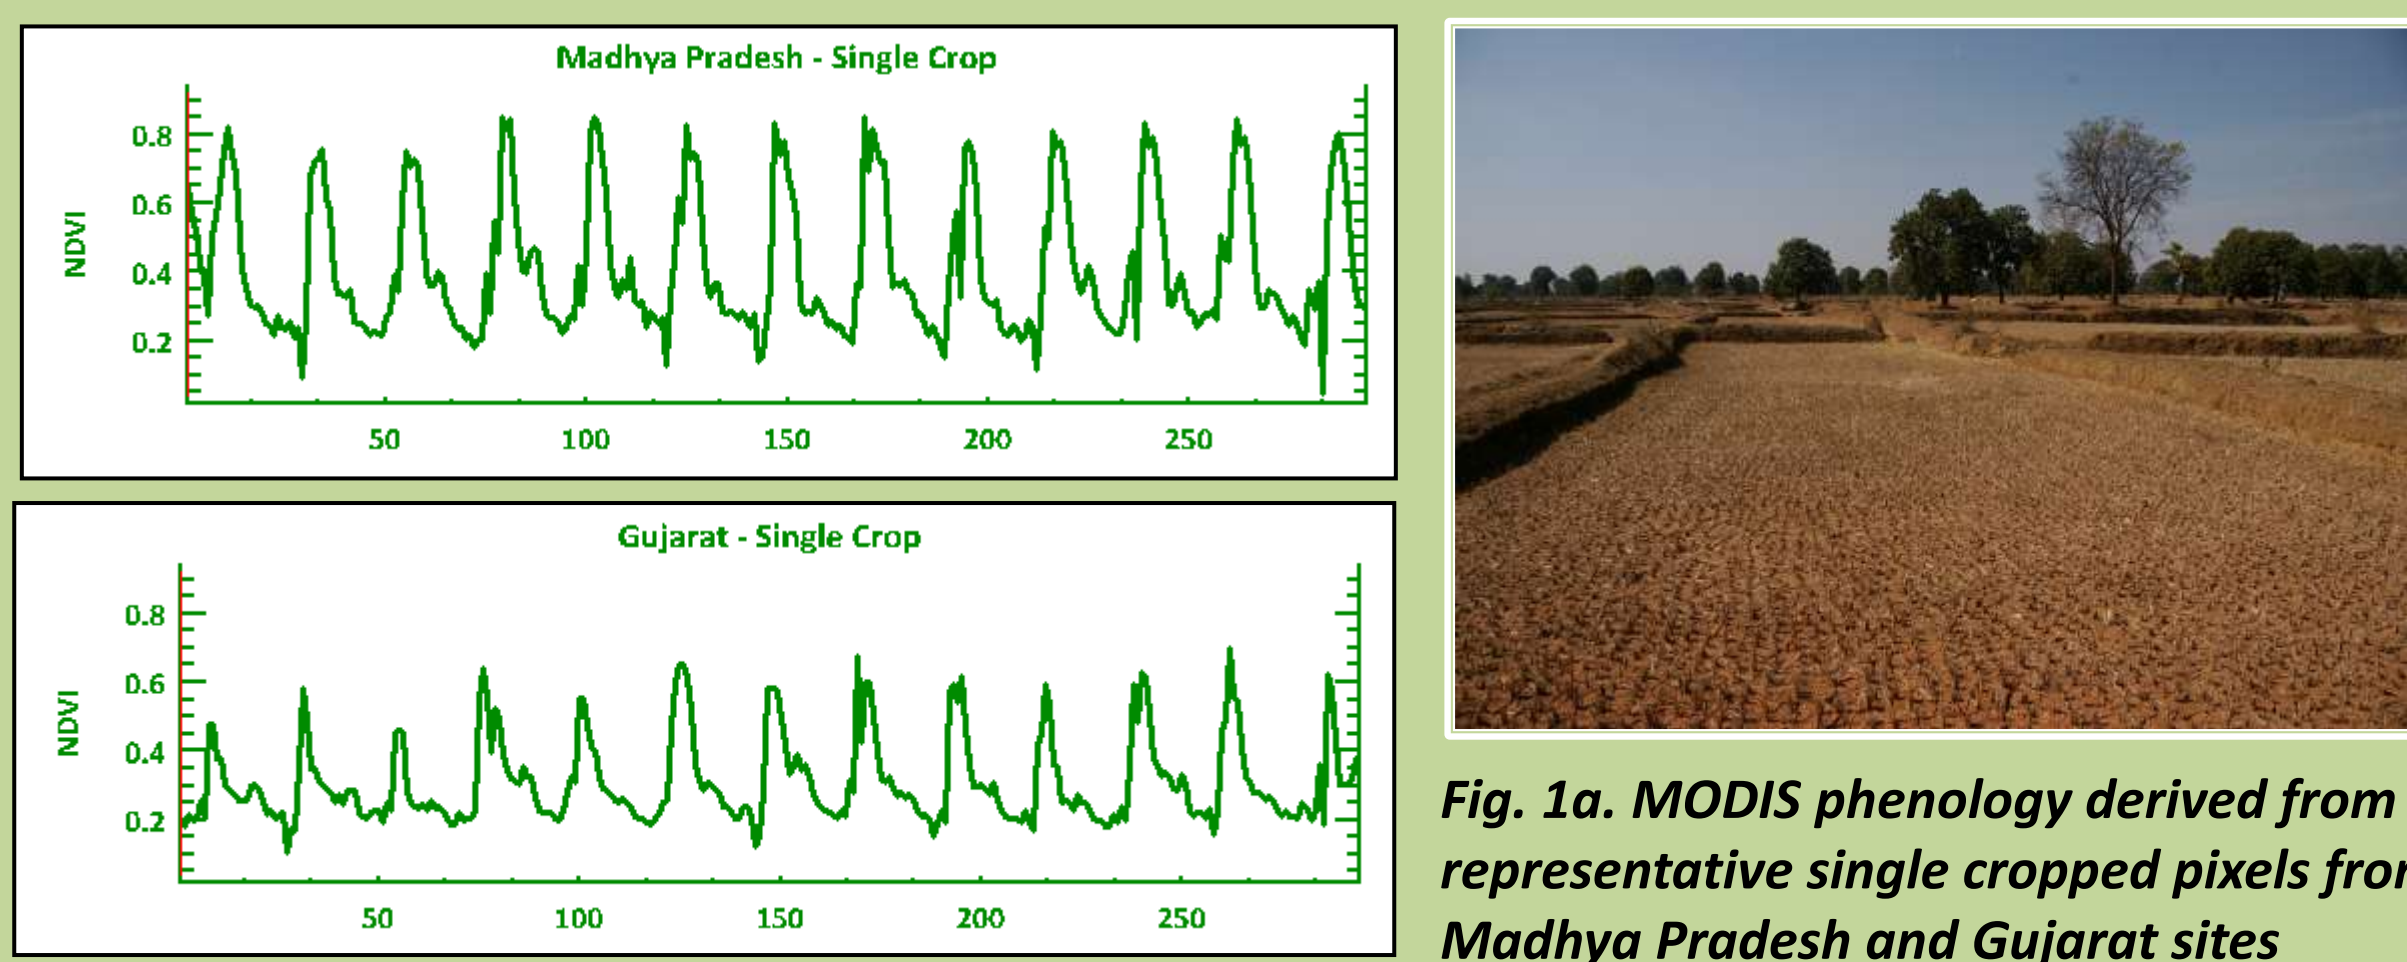 Madhya Pradesh - Single Crop
NDVI
0.8
0.6
0.4
0.2
50 100 150 200 250
Gujarat - Single Crop
NDVI
0.8
0.6
0.4
0.2
50 100 150 200 250
Fig. 1a. MODIS phenology derived from
representative single cropped pixels
Madhya Pradesh and Gujarat sites